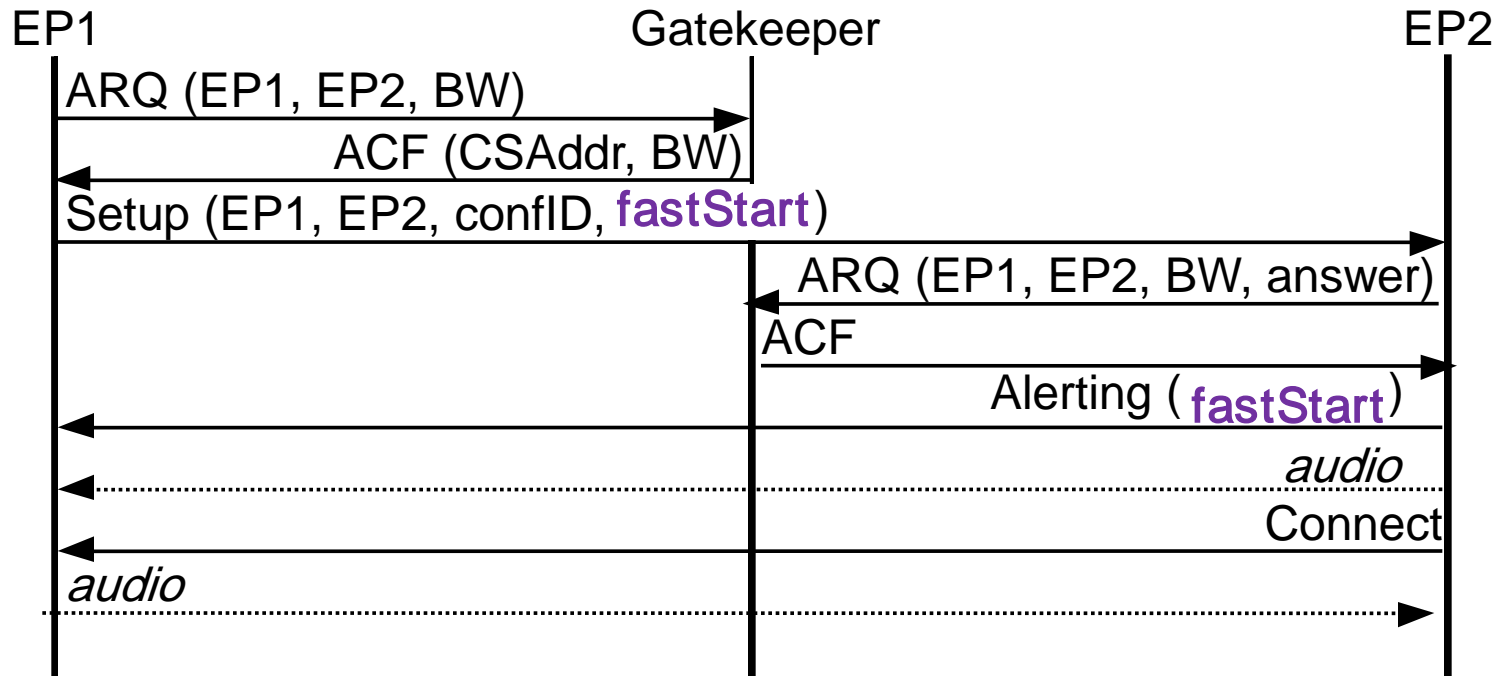 EP1 Gatekeeper EP2
ARQ (EP1, EP2, BW)
ACF (CSAddr, BW)
Setup (EP1, EP2, confID, fastStart)
ARQ (EP1, EP2, BW, answer)
ACF
Alerting ( fastStart)
audio
Connect
audio